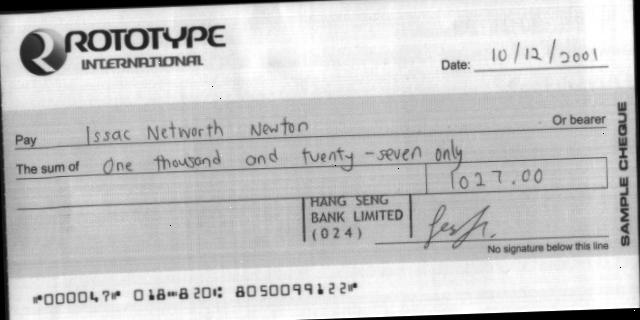 ROTOTYPE
INTERNATIONAL
Date: 10/12/2001
Pay Issac Networth Newton Or bearer
The sum of One thousand and twenty-seven only
1027.00
HANG SENG
BANK LIMITED
(024)
No signature below this line
SAMPLE CHEQUE
⑈000047⑈ 018⑉820⑆ 8050099122⑈